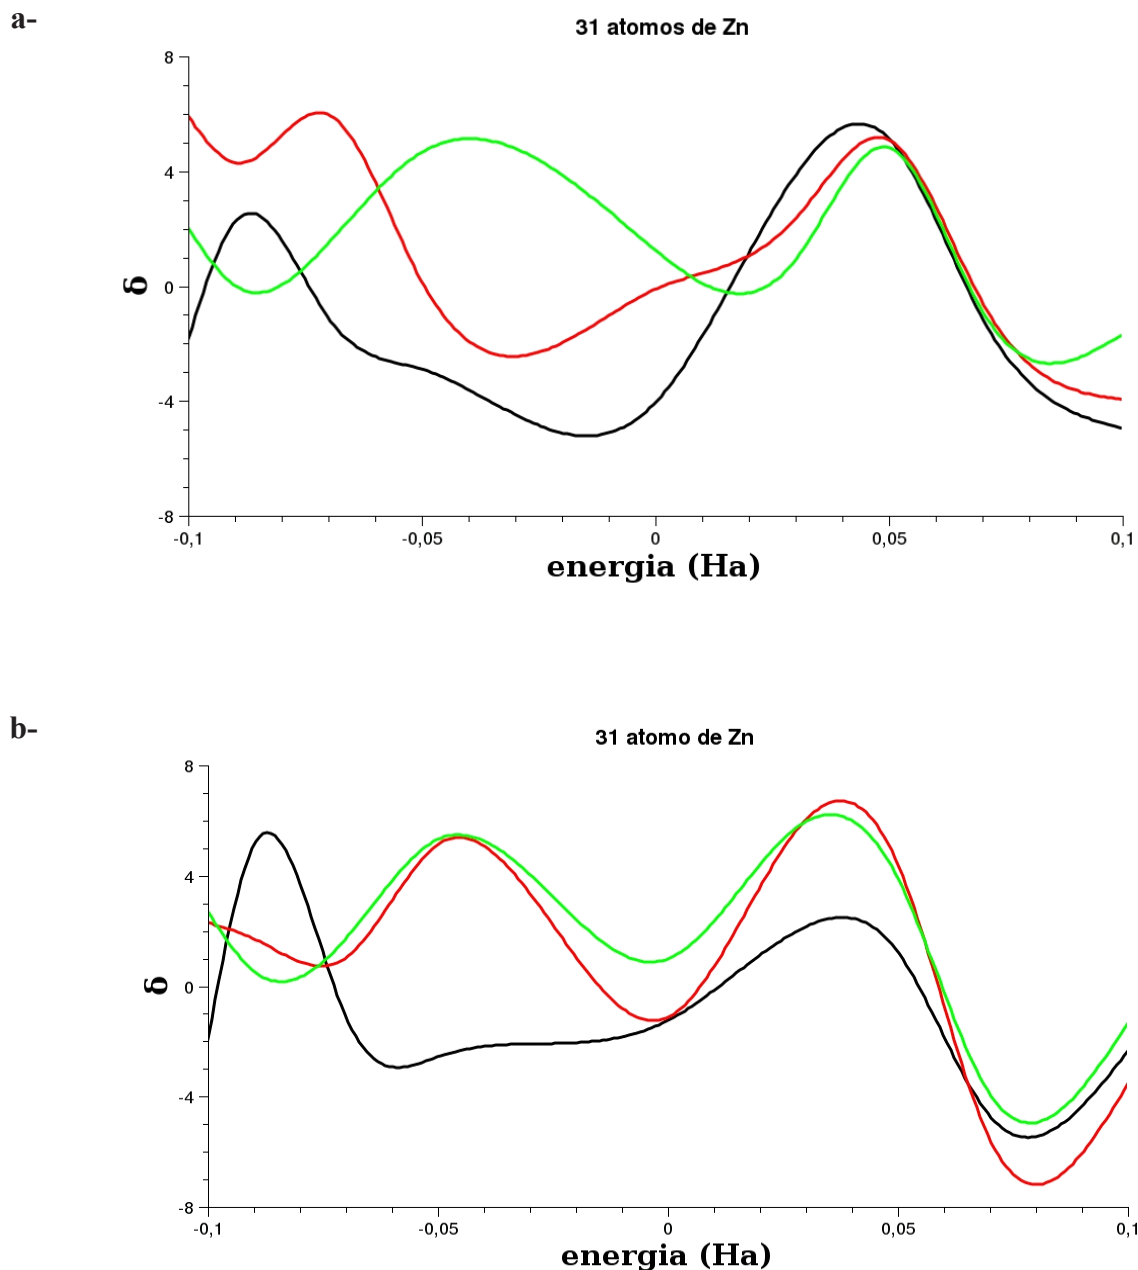 a-
31 atomos de Zn
8
4
0
-4
-8
δ
-0,1 -0,05 0 0,05 0,1
energia (Ha)
b-
31 atomo de Zn
8
4
0
-4
-8
δ
-0,1 -0,05 0 0,05 0,1
energia (Ha)